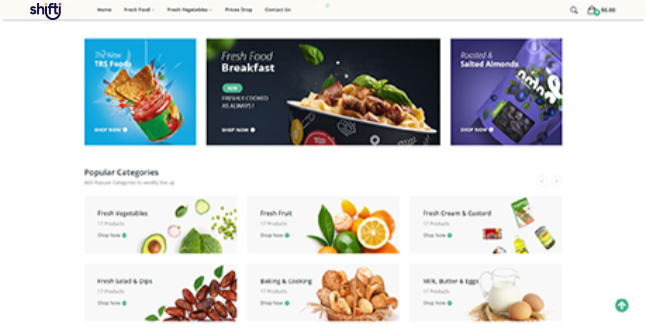 shifti
Home Fresh Food Fresh Vegetables Prices Drop Contact Us
$0.00
The New
TRS Foods
SHOP NOW
Fresh Food
Breakfast
NEW
FRESHLY COOKED
AS ALWAYS!
SHOP NOW
Roasted &
Salted Almonds
SHOP NOW
Popular Categories
Add Popular Categories to weekly line up
Fresh Vegetables
17 Products
Shop Now
Fresh Fruit
17 Products
Shop Now
Fresh Cream & Custard
17 Products
Shop Now
Fresh Salad & Dips
17 Products
Shop Now
Baking & Cooking
17 Products
Shop Now
Milk, Butter & Eggs
17 Products
Shop Now